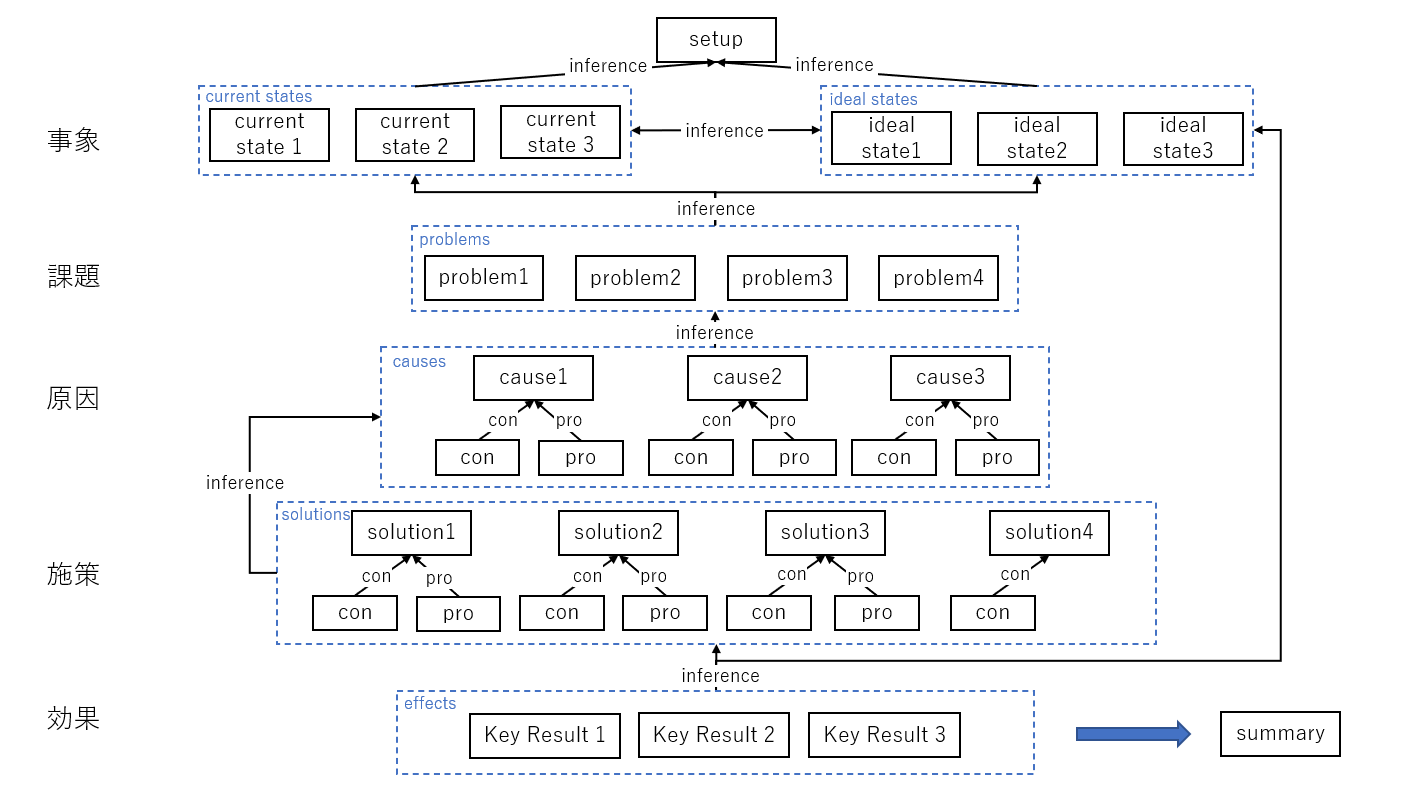 setup
inference
inference
事象
current states
current
state 1
current
state 2
current
state 3
inference
ideal states
ideal
state1
ideal
state2
ideal
state3
inference
課題
problems
problem1
problem2
problem3
problem4
inference
原因
causes
cause1
cause2
cause3
con
pro
con
pro
con
pro
con
pro
con
pro
con
pro
inference
施策
solutions
solution1
solution2
solution3
solution4
con
pro
con
pro
con
pro
con
con
pro
con
pro
con
pro
con
inference
効果
effects
Key Result 1
Key Result 2
Key Result 3
summary